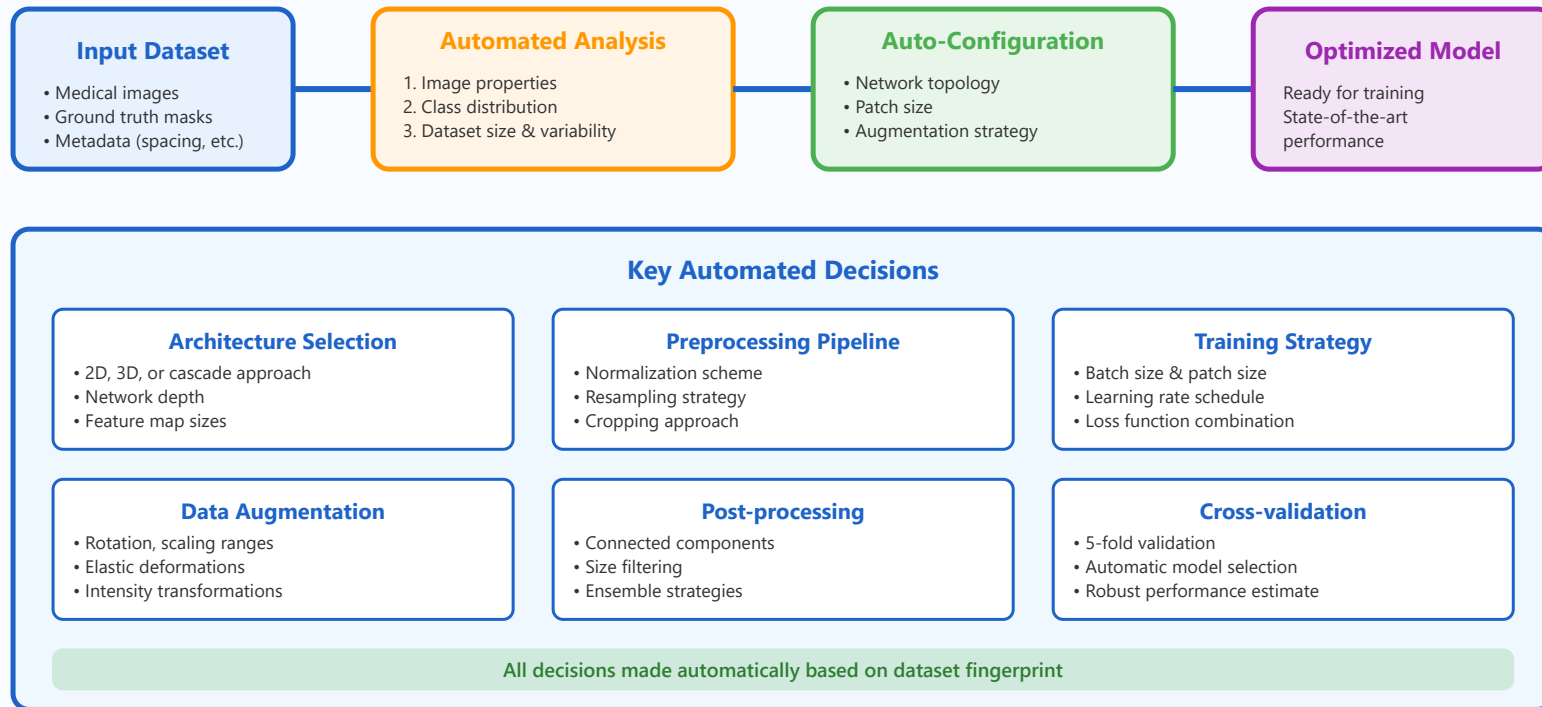 Input Dataset
• Medical images
• Ground truth masks
• Metadata (spacing, etc.)
Automated Analysis
1. Image properties
2. Class distribution
3. Dataset size & variability
Auto-Configuration
• Network topology
• Patch size
• Augmentation strategy
Optimized Model
Ready for training
State-of-the-art
performance
Key Automated Decisions
Architecture Selection
• 2D, 3D, or cascade approach
• Network depth
• Feature map sizes
Preprocessing Pipeline
• Normalization scheme
• Resampling strategy
• Cropping approach
Training Strategy
• Batch size & patch size
• Learning rate schedule
• Loss function combination
Data Augmentation
• Rotation, scaling ranges
• Elastic deformations
• Intensity transformations
Post-processing
• Connected components
• Size filtering
• Ensemble strategies
Cross-validation
• 5-fold validation
• Automatic model selection
• Robust performance estimate
All decisions made automatically based on dataset fingerprint